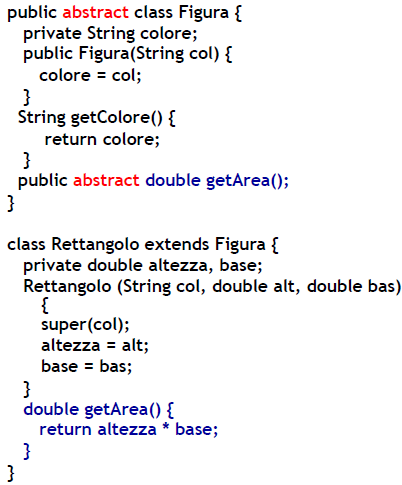 public abstract class Figura {
private String colore;
public Figura(String col) {
colore = col;
}
String getColore() {
return colore;
}
public abstract double getArea();
}
class Rettangolo extends Figura {
private double altezza, base;
Rettangolo (String col, double alt, double bas)
{
super(col);
altezza = alt;
base = bas;
}
double getArea() {
return altezza * base;
}
}